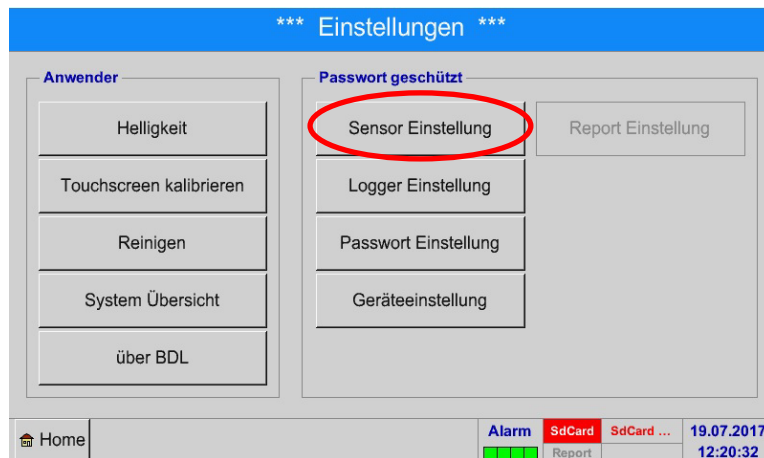 *** Einstellungen ***
Anwender
Helligkeit
Touchscreen kalibrieren
Reinigen
System Übersicht
über BDL
Passwort geschützt
Sensor Einstellung
Report Einstellung
Logger Einstellung
Passwort Einstellung
Geräteeinstellung
Home
Alarm
SdCard
SdCard ...
Report
19.07.2017
12:20:32